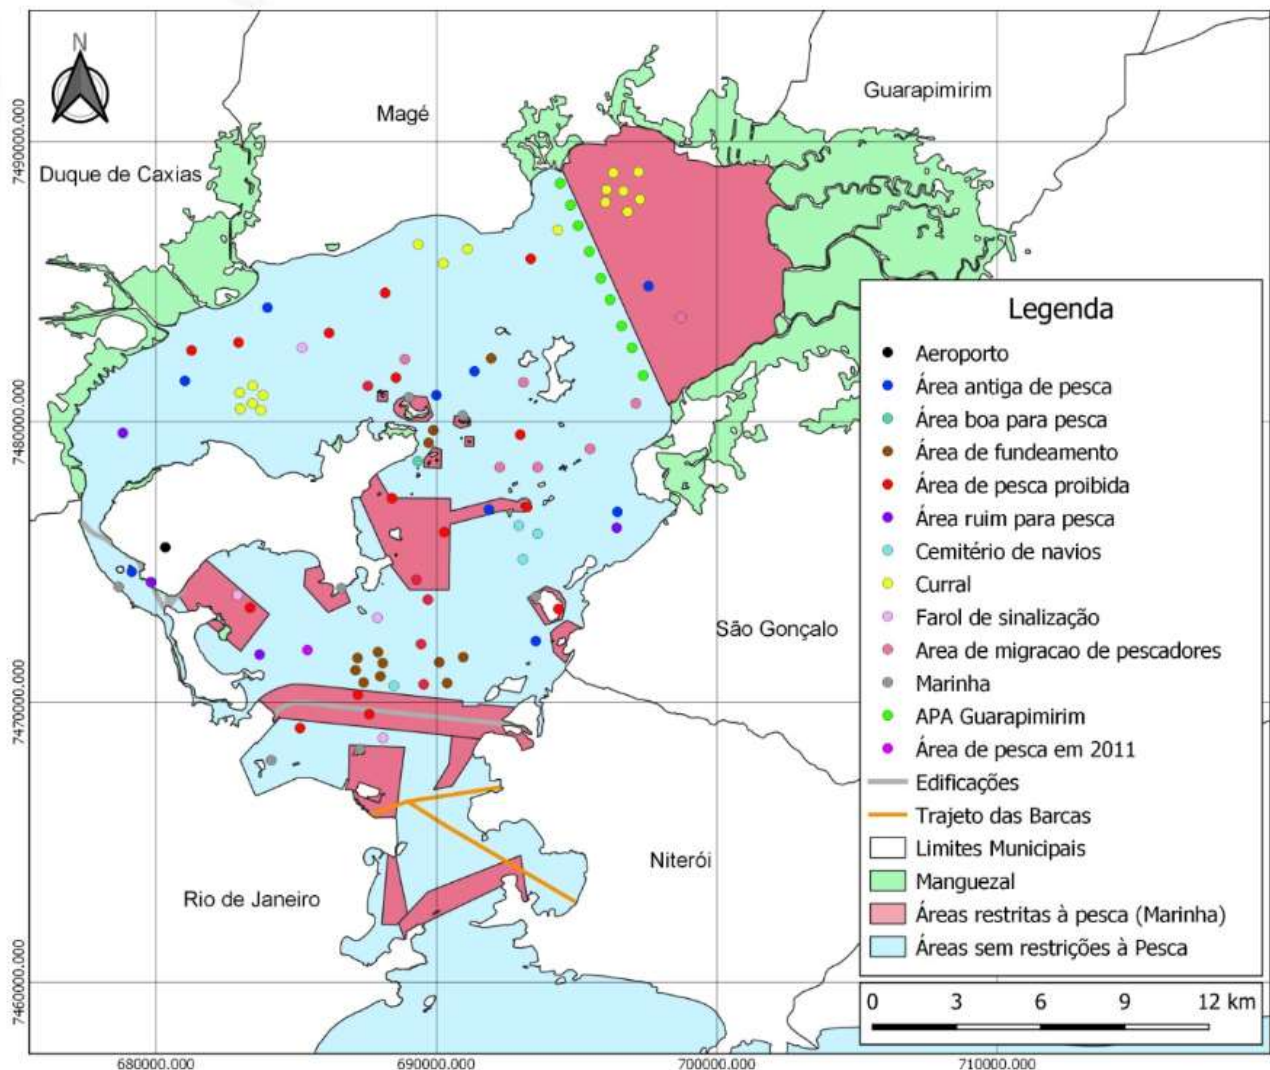 N
Magé
Guarapimirim
Duque de Caxias
São Gonçalo
Niterói
Rio de Janeiro
7490000.000
7480000.000
7470000.000
7460000.000
680000.000
690000.000
700000.000
710000.000
Legenda
Aeroporto
Área antiga de pesca
Área boa para pesca
Área de fundeamento
Área de pesca proibida
Área ruim para pesca
Cemitério de navios
Curral
Farol de sinalização
Area de migracao de pescadores
Marinha
APA Guarapimirim
Área de pesca em 2011
Edificações
Trajeto das Barcas
Limites Municipais
Manguezal
Áreas restritas à pesca (Marinha)
Áreas sem restrições à Pesca
0 3 6 9 12 km